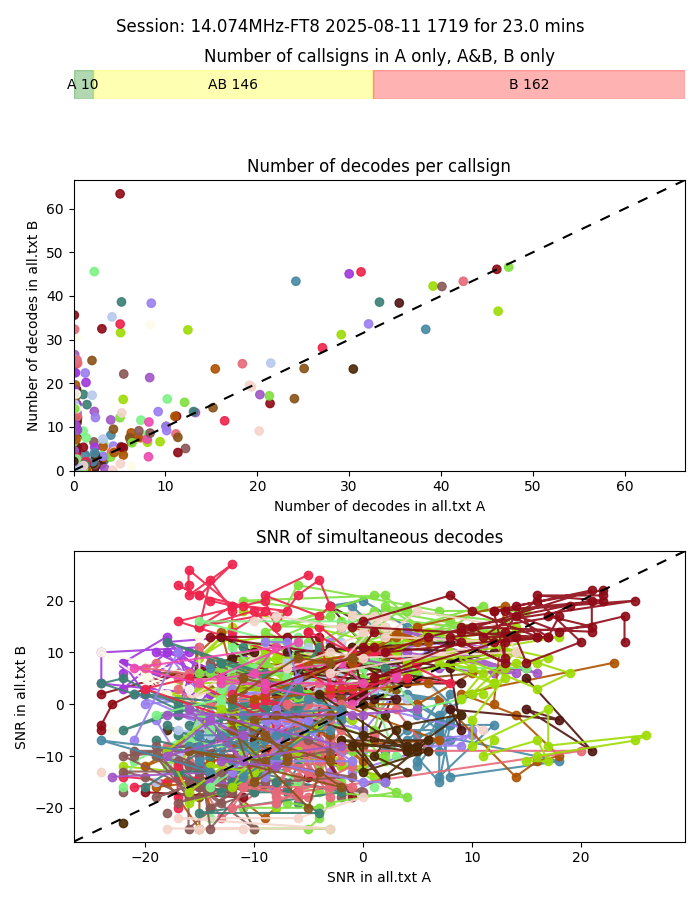 Session: 14.074MHz-FT8 2025-08-11 1719 for 23.0 mins
Number of callsigns in A only, A&B, B only
A 10 AB 146 B 162
Number of decodes per callsign
Number of decodes in all.txt B
60
50
40
30
20
10
0
0 10 20 30 40 50 60
Number of decodes in all.txt A
SNR of simultaneous decodes
SNR in all.txt B
20
10
0
−10
−20
−20 −10 0 10 20
SNR in all.txt A